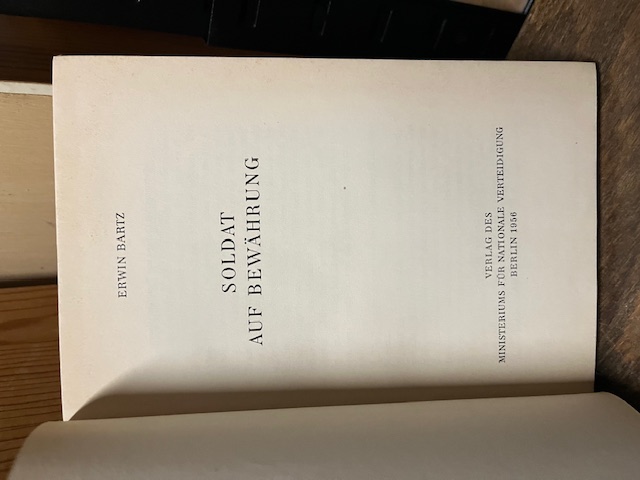 ERWIN BARTZ
SOLDAT
AUF BEWÄHRUNG
VERLAG DES
MINISTERIUMS FÜR NATIONALE VERTEIDIGUNG
BERLIN 1956